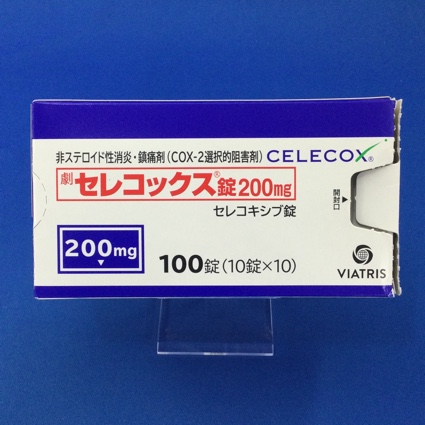 非ステロイド性消炎・鎮痛剤(COX-2選択的阻害剤) CELECOX®
劇 セレコックス®錠200mg
セレコキシブ錠
開封口
200mg
100錠(10錠×10)
VIATRIS